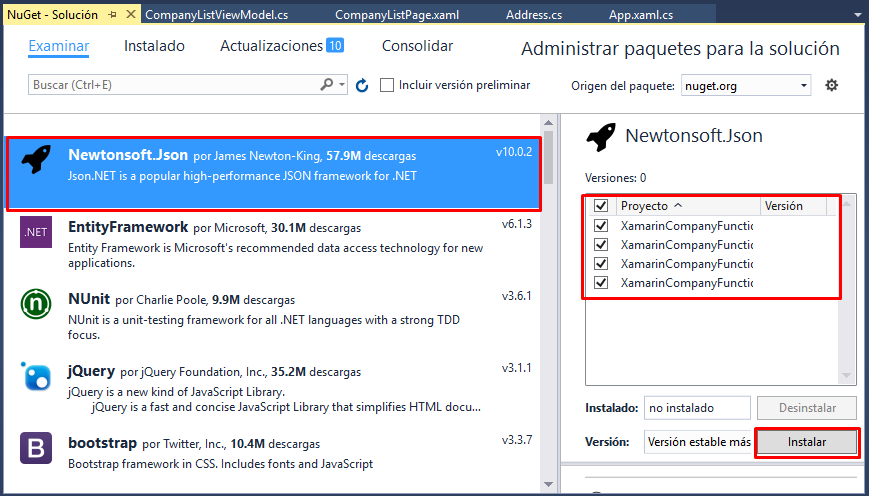 NuGet - Solución
CompanyListViewModel.cs
CompanyListPage.xaml
Address.cs
App.xaml.cs
Examinar
Instalado
Actualizaciones 10
Consolidar
Administrar paquetes para la solución
Buscar (Ctrl+E)
Incluir versión preliminar
Origen del paquete: nuget.org
Newtonsoft.Json por James Newton-King, 57.9M descargas v10.0.2
Json.NET is a popular high-performance JSON framework for .NET
.NET
EntityFramework por Microsoft, 30.1M descargas v6.1.3
Entity Framework is Microsoft's recommended data access technology for new
applications.
n
NUnit por Charlie Poole, 9.9M descargas v3.6.1
NUnit is a unit-testing framework for all .NET languages with a strong TDD
focus.
jQuery por jQuery Foundation, Inc., 35.2M descargas v3.1.1
jQuery is a new kind of JavaScript Library.
jQuery is a fast and concise JavaScript Library that simplifies HTML docu...
B
bootstrap por Twitter, Inc., 10.4M descargas v3.3.7
Bootstrap framework in CSS. Includes fonts and JavaScript
Newtonsoft.Json
Versiones: 0
Proyecto Versión
XamarinCompanyFunctic
XamarinCompanyFunctic
XamarinCompanyFunctic
XamarinCompanyFunctic
Instalado: no instalado Desinstalar
Versión: Versión estable más Instalar